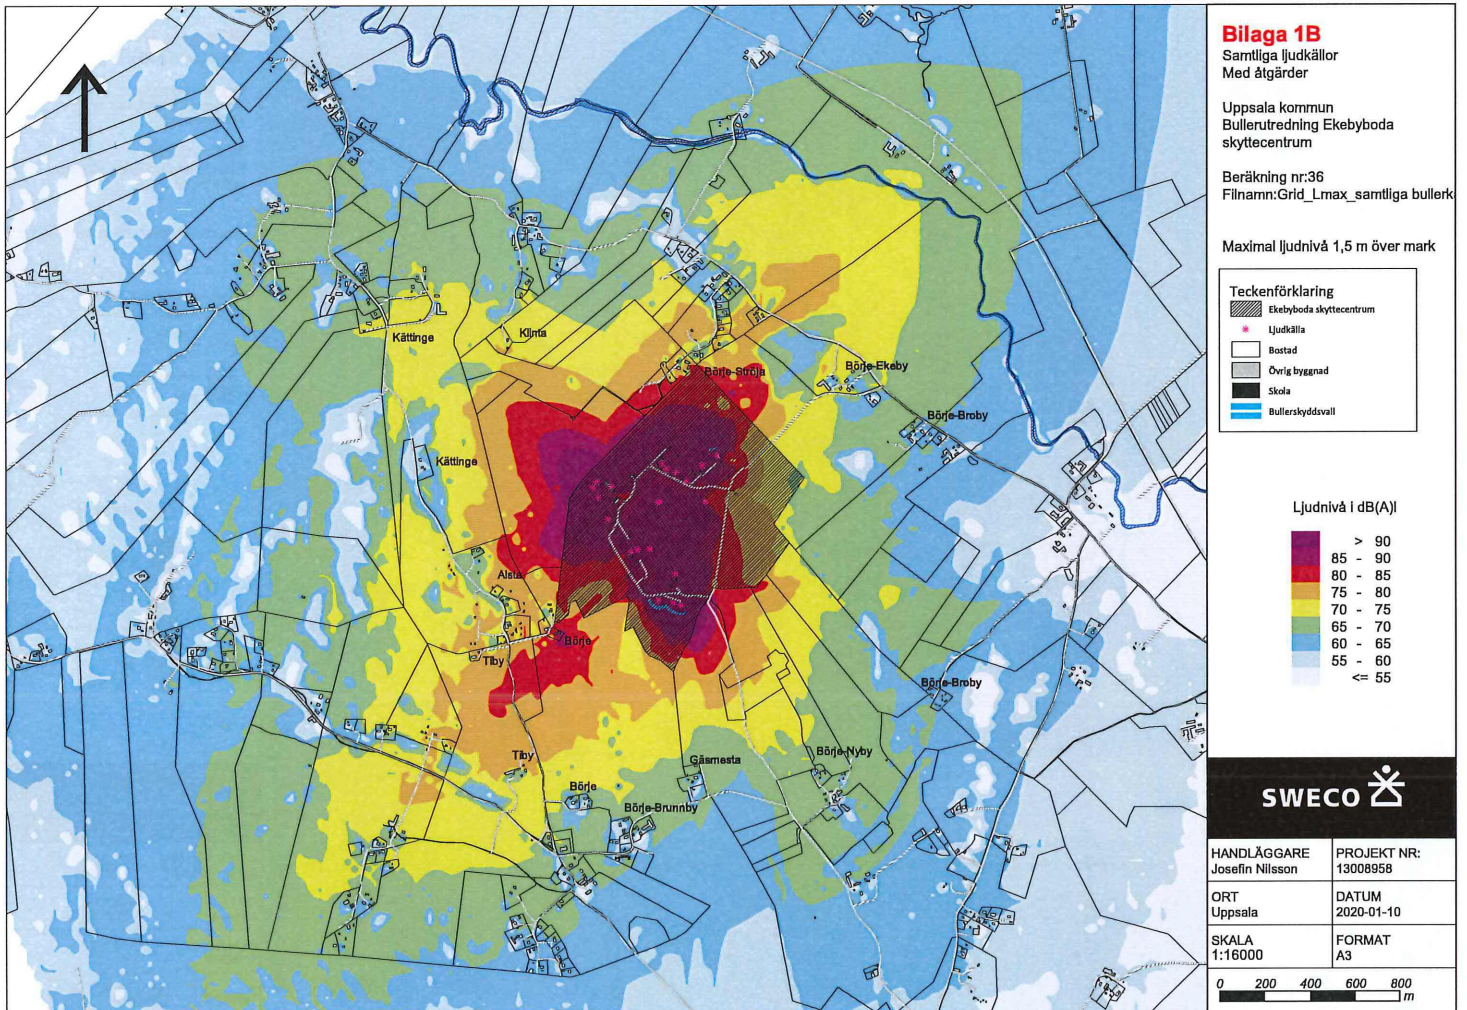 Bilaga 1B
Samtliga ljudkällor
Med åtgärder
Uppsala kommun
Bullerutredning Ekebyboda
skyttecentrum
Beräkning nr:36
Filnamn:Grid_Lmax_samtliga bullerk
Maximal ljudnivå 1,5 m över mark
Teckenförklaring
Ekebyboda skyttecentrum
Ljudkälla
Bostad
Övrig byggnad
Skola
Bullerskyddsvall
Ljudnivå i dB(A)l
> 90
85 - 90
80 - 85
75 - 80
70 - 75
65 - 70
60 - 65
55 - 60
<= 55
SWECO
HANDLÄGGARE
Josefin Nilsson
PROJEKT NR:
13008958
ORT
Uppsala
DATUM
2020-01-10
SKALA
1:16000
FORMAT
A3
0 200 400 600 800
m
Kättinge
Klinta
Börje-Ströja
Börje-Ekeby
Börje-Broby
Kättinge
Alsta
Börje
Tiby
Börje-Broby
Tiby
Gäsmesta
Börje-Nyby
Börje
Börje-Brunnby